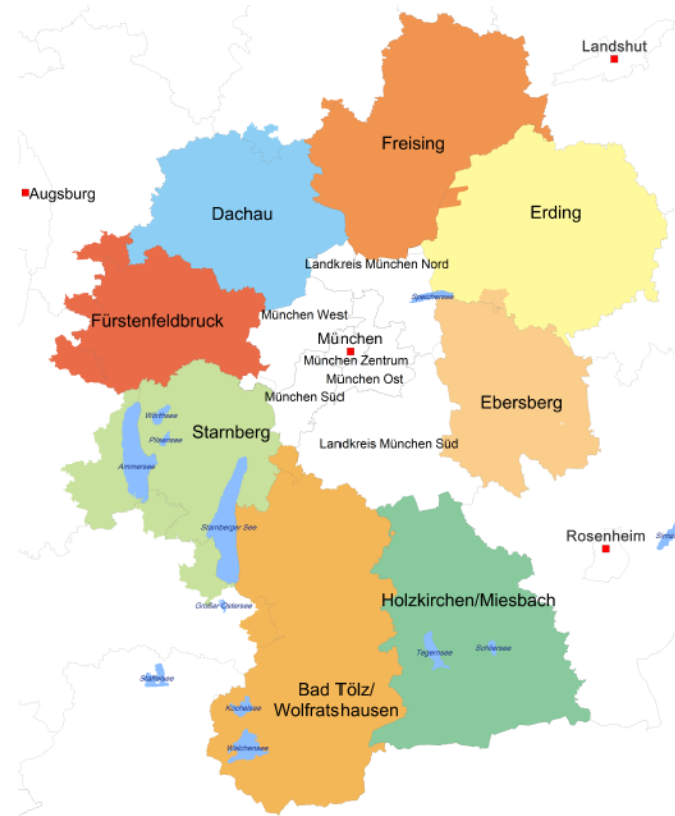 Landshut
Freising
Augsburg
Dachau
Erding
Landkreis München Nord
Speichersee
München West
Fürstenfeldbruck
München
München Zentrum
München Ost
München Süd
Ebersberg
Wörthsee
Pilsensee
Starnberg
Landkreis München Süd
Ammersee
Starnberger See
Rosenheim
Holzkirchen/Miesbach
Großer Ostersee
Tegernsee
Schliersee
Staffelsee
Bad Tölz/
Wolfratshausen
Kochelsee
Walchensee